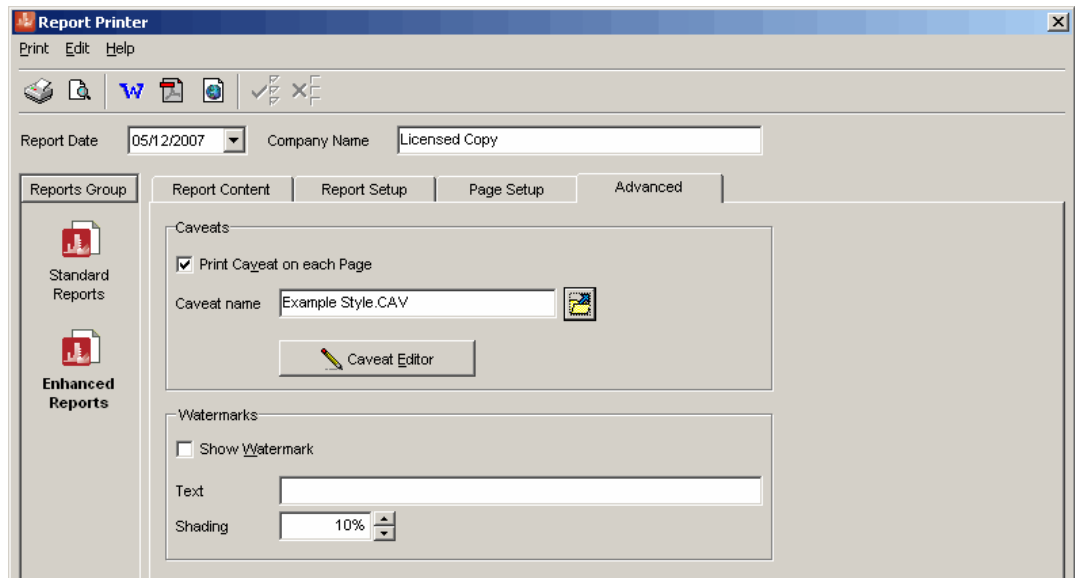 Report Printer
Print Edit Help
Report Date 05/12/2007 Company Name Licensed Copy
Reports Group Report Content Report Setup Page Setup Advanced
Standard
Reports
Enhanced
Reports
Caveats
Print Caveat on each Page
Caveat name Example Style.CAV
Caveat Editor
Watermarks
Show Watermark
Text
Shading 10%